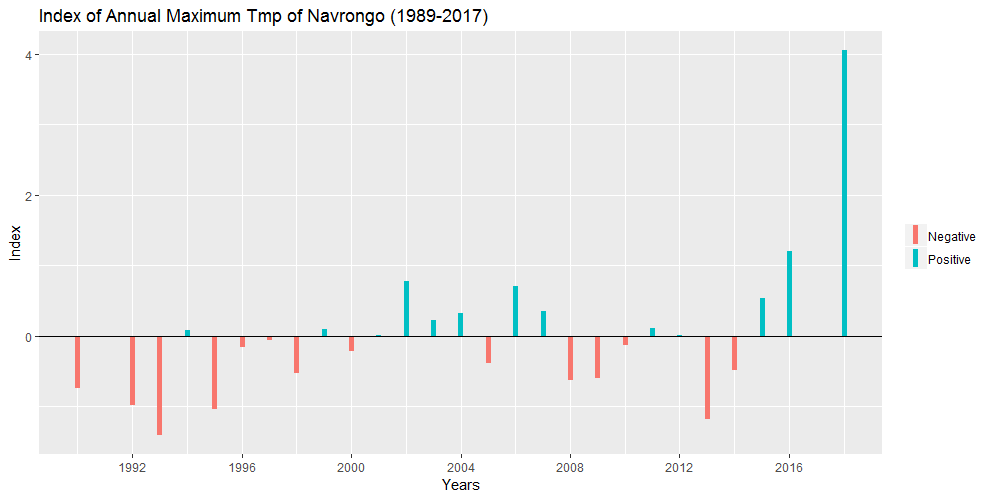 Index of Annual Maximum Tmp of Navrongo (1989-2017)
4
2
0
Index
Negative
Positive
1992 1996 2000 2004 2008 2012 2016
Years